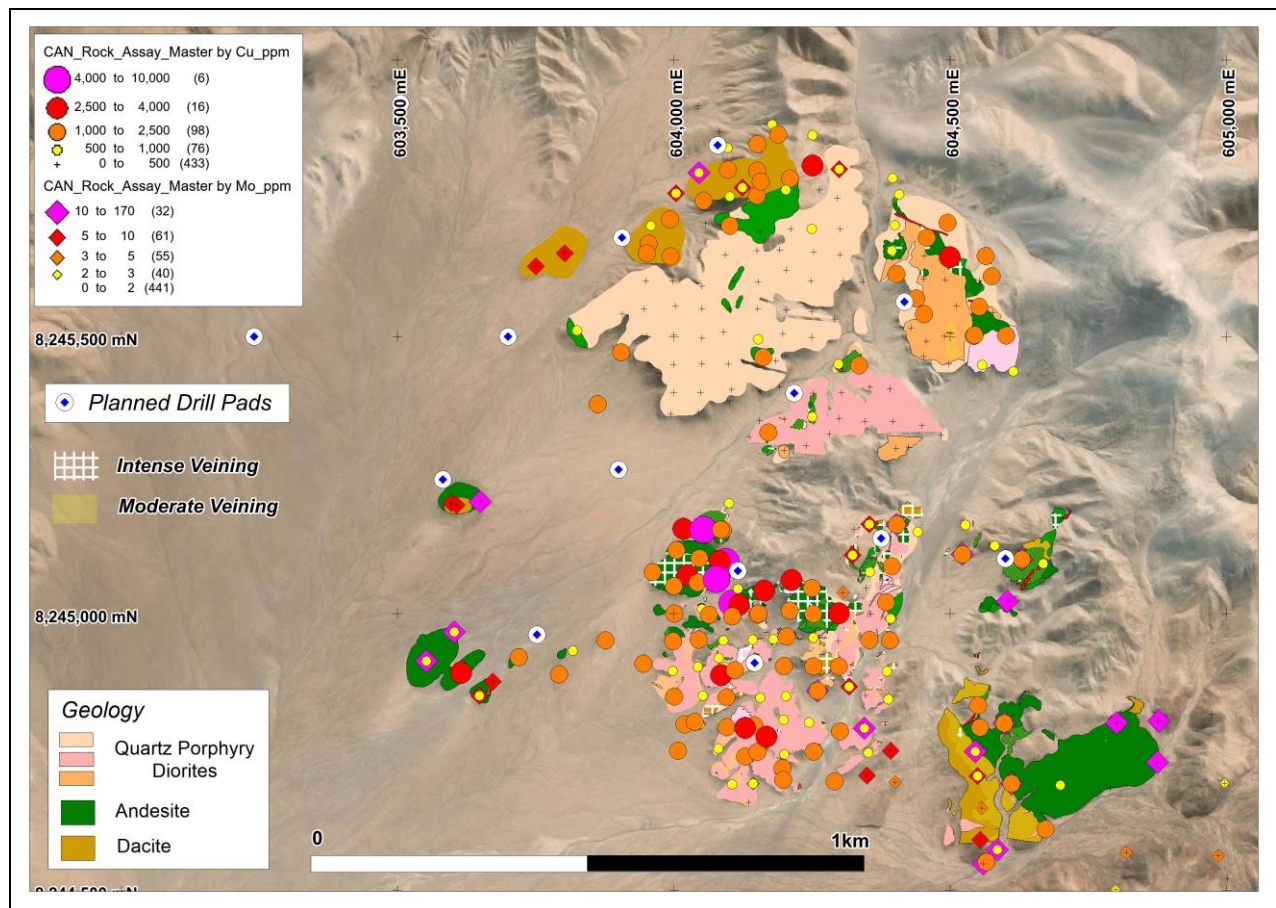 CAN_Rock_Assay_Master by Cu_ppm
4,000 to 10,000 (6)
2,500 to 4,000 (16)
1,000 to 2,500 (98)
500 to 1,000 (76)
0 to 500 (433)
CAN_Rock_Assay_Master by Mo_ppm
10 to 170 (32)
5 to 10 (61)
3 to 5 (55)
2 to 3 (40)
0 to 2 (441)
603,500 mE
604,000 mE
604,500 mE
605,000 mE
8,245,500 mN
Planned Drill Pads
Intense Veining
Moderate Veining
8,245,000 mN
Geology
Quartz Porphyry
Diorites
Andesite
Dacite
0
1km
8,244,500 mN